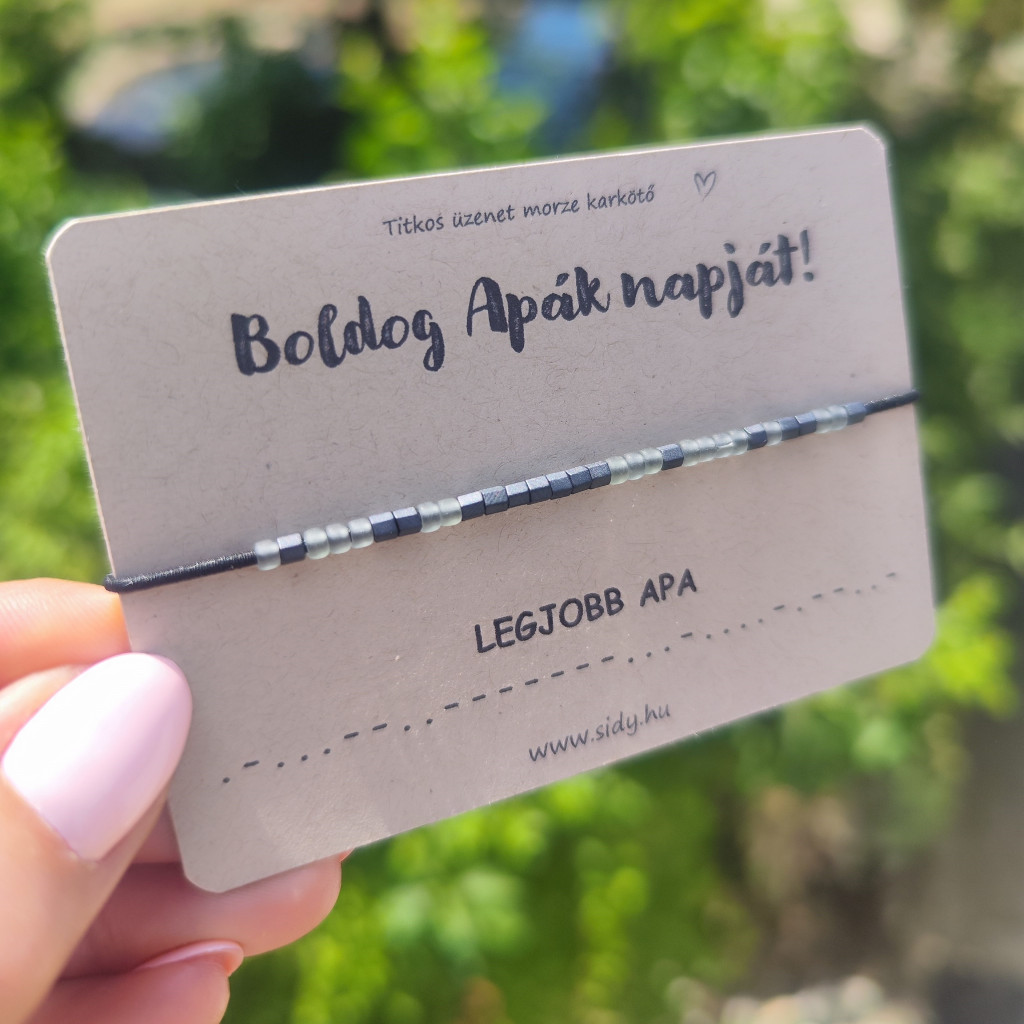 Titkos üzenet morze karkötő
Boldog Apák napját!
LEGJOBB APA
.-...--..------...-....-.--.-
www.sidy.hu